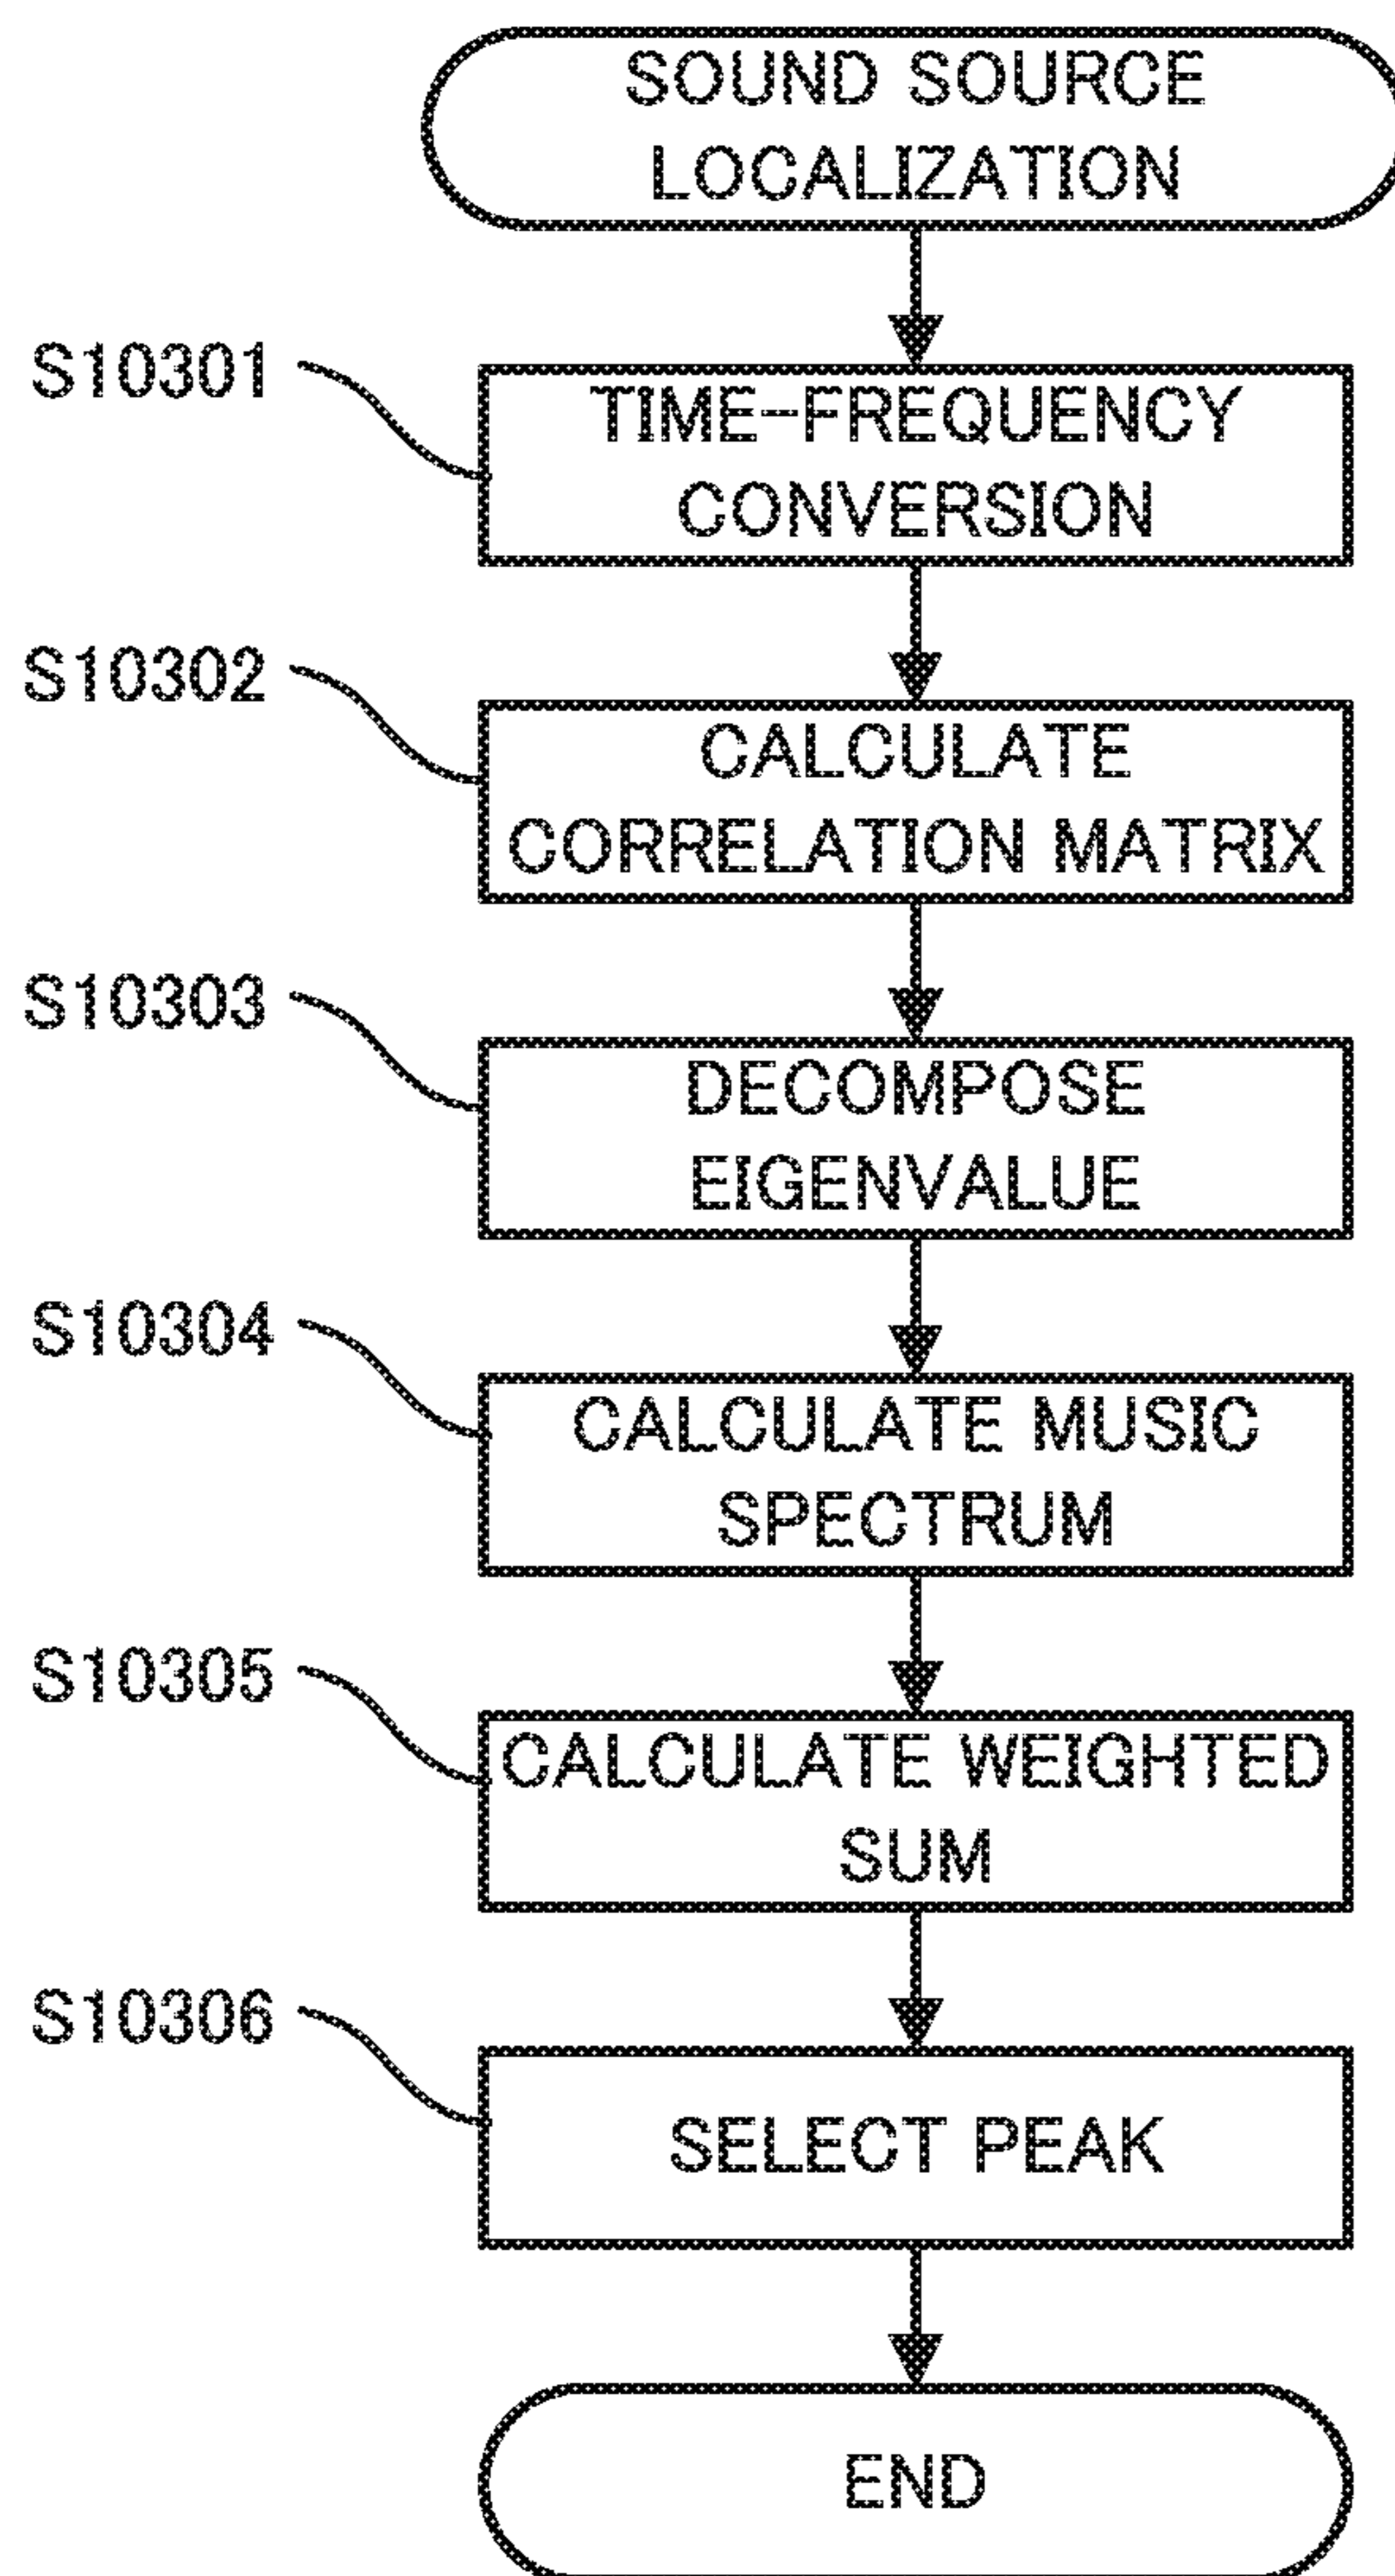 SOUND SOURCE
LOCALIZATION
S10301
TIME-FREQUENCY
CONVERSION
S10302
CALCULATE
CORRELATION MATRIX
S10303
DECOMPOSE
EIGENVALUE
S10304
CALCULATE MUSIC
SPECTRUM
S10305
CALCULATE WEIGHTED
SUM
S10306
SELECT PEAK
END